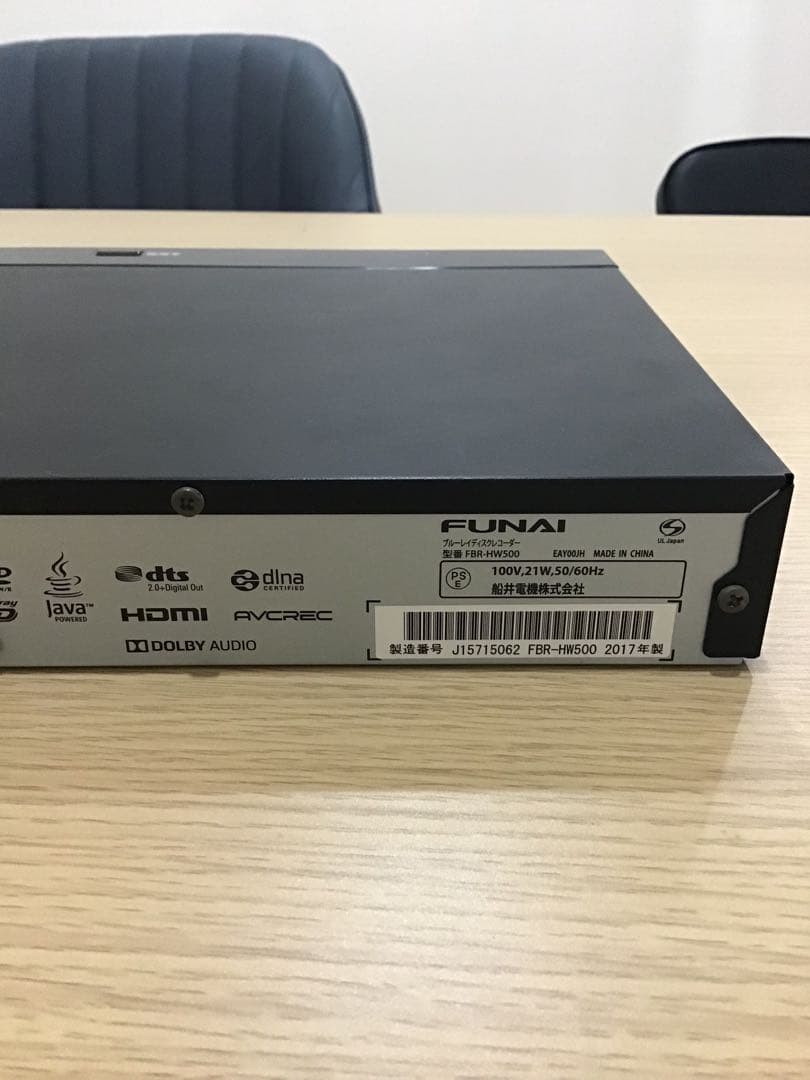 FUNAI
ブルーレイディスクレコーダー
型番 FBR-HW500 EAY00JH MADE IN CHINA
UL Japan
PS
E
100V,21W,50/60Hz
船井電機株式会社
Java™
POWERED
dts
2.0+Digital Out
dlna
CERTIFIED
HDMI
AVCREC
DOLBY AUDIO
製造番号 J15715062 FBR-HW500 2017年製